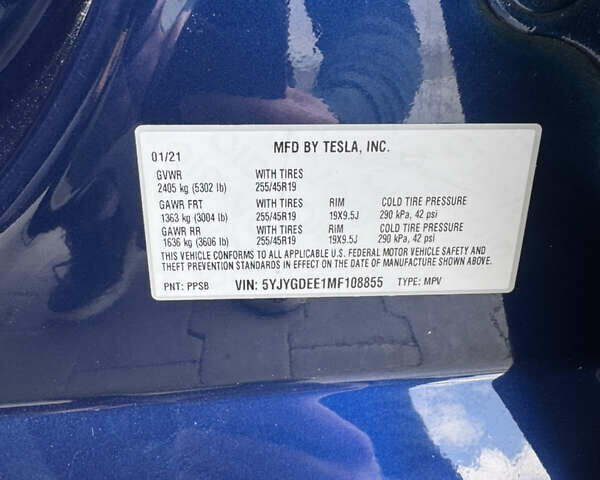 MFD BY TESLA, INC.
01/21
GVWR WITH TIRES
2405 kg (5302 lb) 255/45R19
GAWR FRT WITH TIRES RIM COLD TIRE PRESSURE
1363 kg (3004 lb) 255/45R19 19X9.5J 290 kPa, 42 psi
GAWR RR WITH TIRES RIM COLD TIRE PRESSURE
1636 kg (3606 lb) 255/45R19 19X9.5J 290 kPa, 42 psi
THIS VEHICLE CONFORMS TO ALL APPLICABLE U.S. FEDERAL MOTOR VEHICLE SAFETY AND
THEFT PREVENTION STANDARDS IN EFFECT ON THE DATE OF MANUFACTURE SHOWN ABOVE.
PNT: PPSB VIN: 5YJYGDEE1MF108855 TYPE: MPV